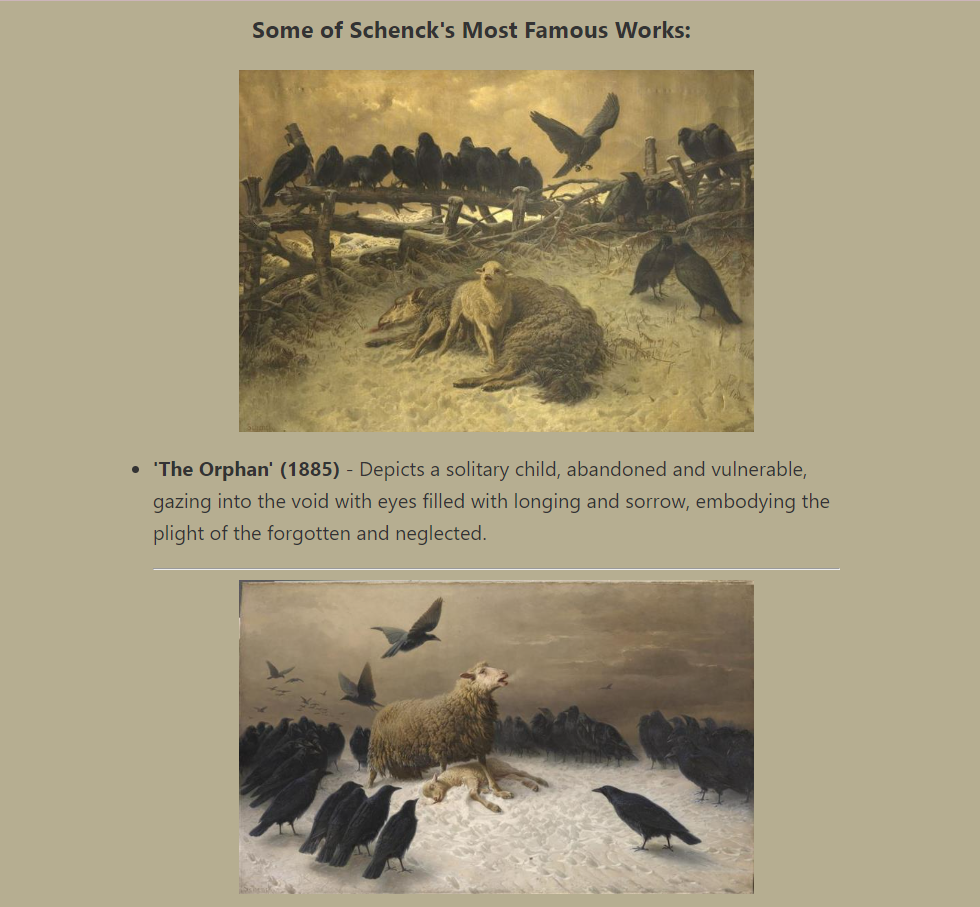 Some of Schenck's Most Famous Works:
'The Orphan' (1885) - Depicts a solitary child, abandoned and vulnerable,
gazing into the void with eyes filled with longing and sorrow, embodying the
plight of the forgotten and neglected.